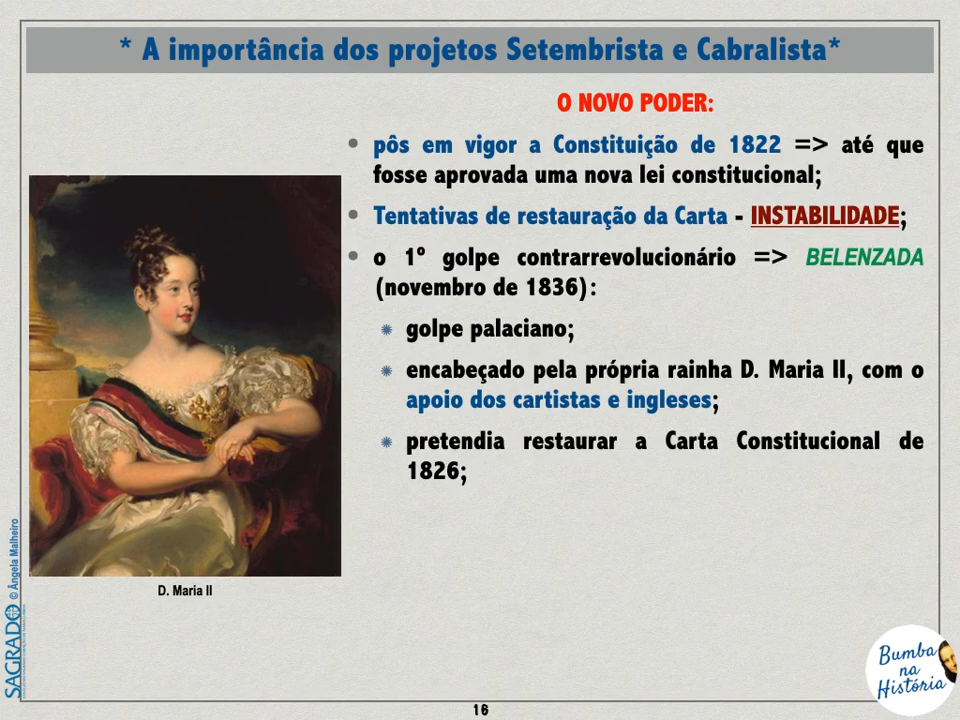 * A importância dos projetos Setembrista e Cabralista*
O NOVO PODER:
• pôs em vigor a Constituição de 1822 => até que
fosse aprovada uma nova lei constitucional;
• Tentativas de restauração da Carta - INSTABILIDADE;
• o 1º golpe contrarrevolucionário => BELENZADA
(novembro de 1836):
golpe palaciano;
encabeçado pela própria rainha D. Maria II, com o
apoio dos cartistas e ingleses;
pretendia restaurar a Carta Constitucional de
1826;
D. Maria II
© Ângela Malheiro
SAGRADO
Bumba
na
História
16